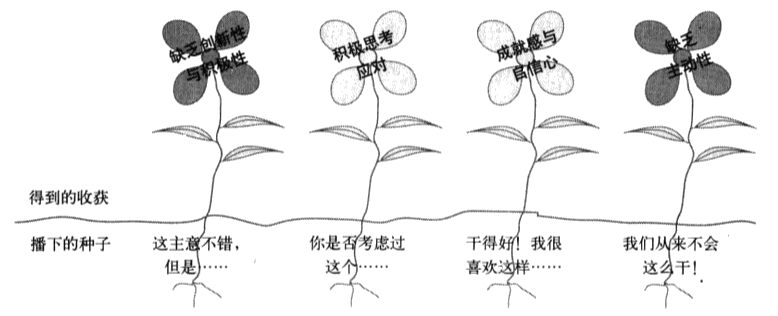 缺乏创新性
与积极性
积极思考
应对
成就感与
自信心
缺乏
主动性
得到的收获
播下的种子
这主意不错,
但是……
你是否考虑过
这个……
干得好！我很
喜欢这样……
我们从来不会
这么干！